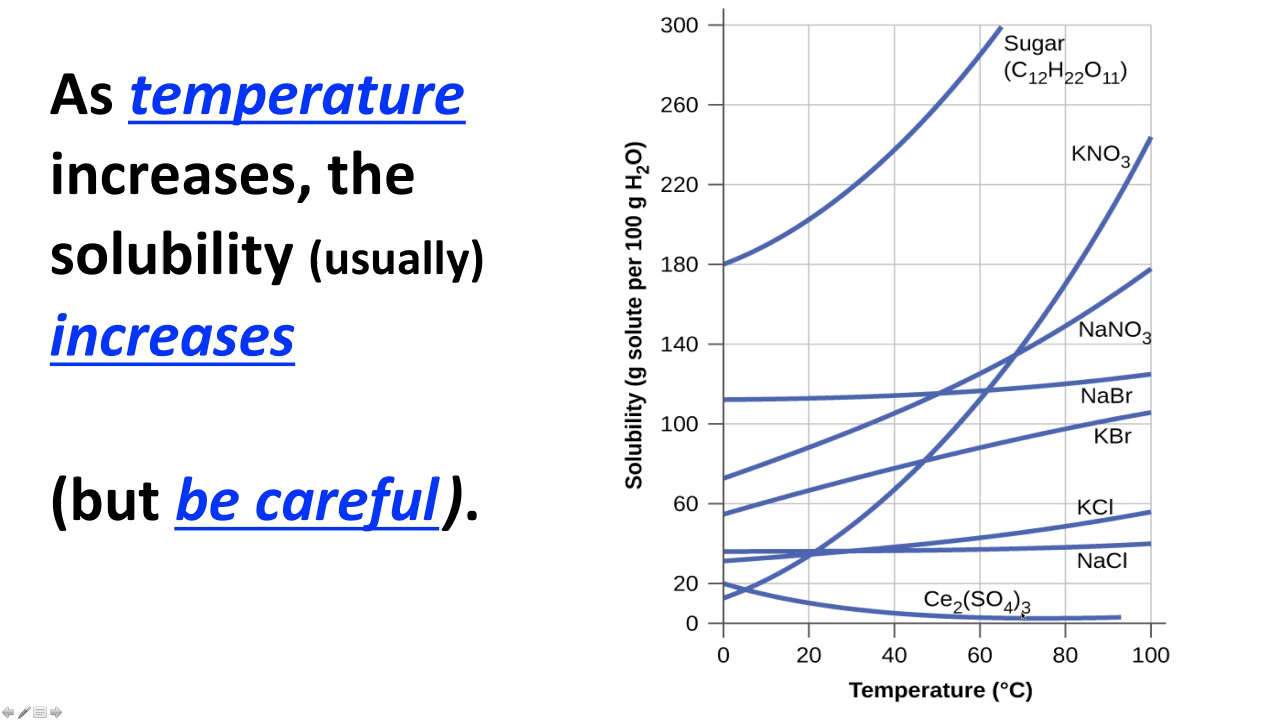 As temperature
increases, the
solubility (usually)
increases
(but be careful).
Solubility (g solute per 100 g H₂O)
300
260
220
180
140
100
60
20
0
Sugar
(C₁₂H₂₂O₁₁)
KNO₃
NaNO₃
NaBr
KBr
KCl
NaCl
Ce₂(SO₄)₃
0 20 40 60 80 100
Temperature (°C)